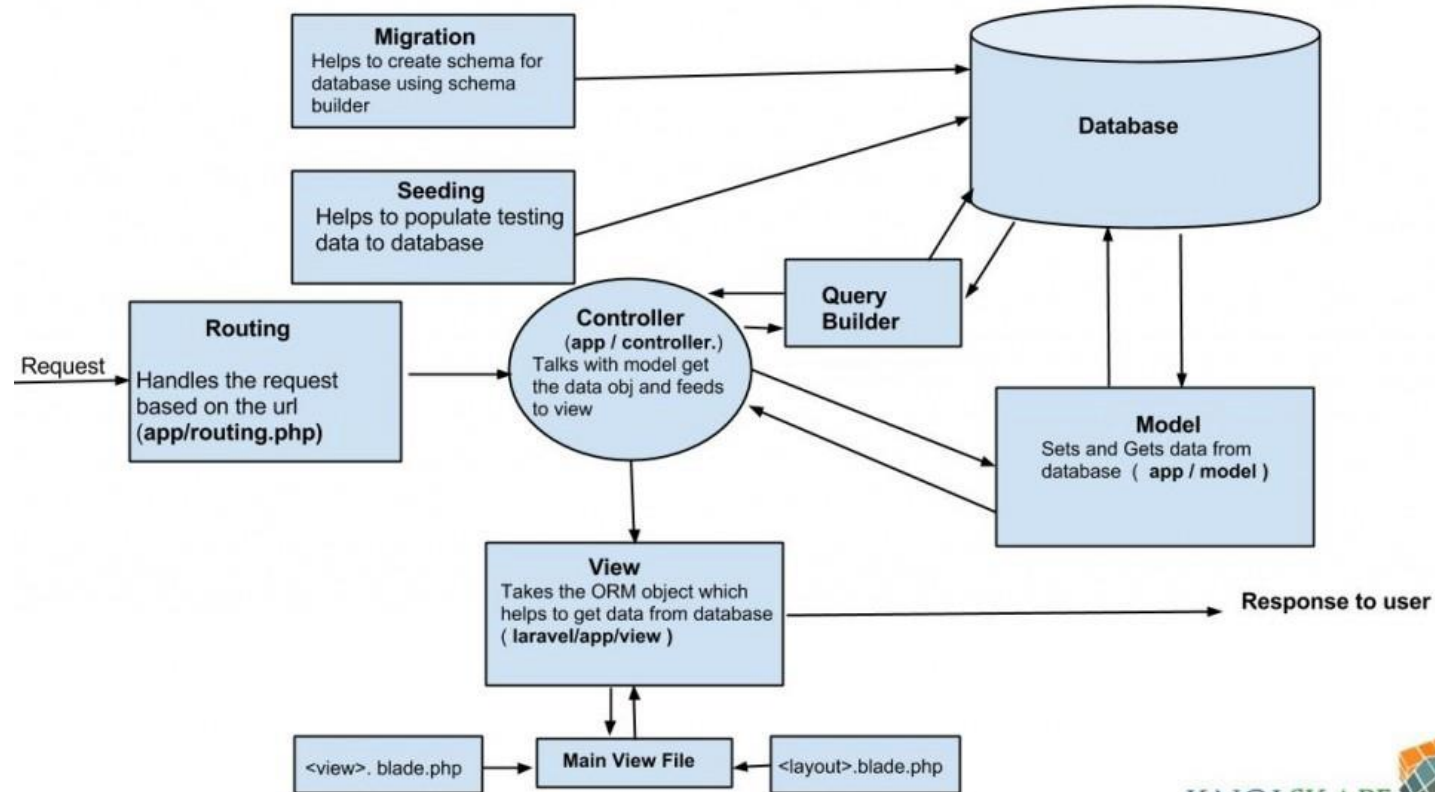 Migration
Helps to create schema for
database using schema
builder
Database
Seeding
Helps to populate testing
data to database
Query
Builder
Controller
(app / controller.)
Talks with model get
the data obj and feeds
to view
Routing
Request
Handles the request
based on the url
(app/routing.php)
Model
Sets and Gets data from
database ( app / model )
View
Takes the ORM object which
helps to get data from database
( laravel/app/view )
Response to user
<view>. blade.php
Main View File
<layout>.blade.php